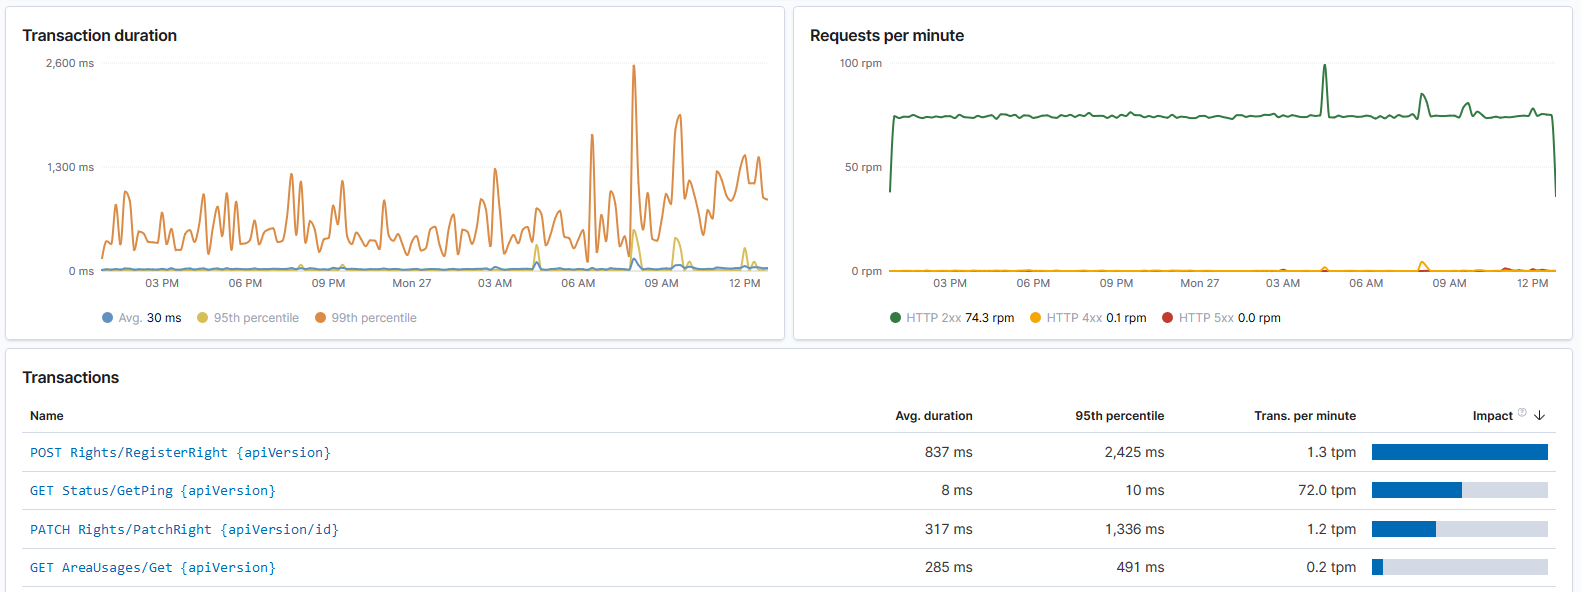 Transaction duration
2,600 ms
1,300 ms
0 ms
03 PM 06 PM 09 PM Mon 27 03 AM 06 AM 09 AM 12 PM
Avg. 30 ms 95th percentile 99th percentile
Requests per minute
100 rpm
50 rpm
0 rpm
03 PM 06 PM 09 PM Mon 27 03 AM 06 AM 09 AM 12 PM
HTTP 2xx 74.3 rpm HTTP 4xx 0.1 rpm HTTP 5xx 0.0 rpm
Transactions
Name Avg. duration 95th percentile Trans. per minute Impact ? ↓
POST Rights/RegisterRight {apiVersion} 837 ms 2,425 ms 1.3 tpm
GET Status/GetPing {apiVersion} 8 ms 10 ms 72.0 tpm
PATCH Rights/PatchRight {apiVersion/id} 317 ms 1,336 ms 1.2 tpm
GET AreaUsages/Get {apiVersion} 285 ms 491 ms 0.2 tpm